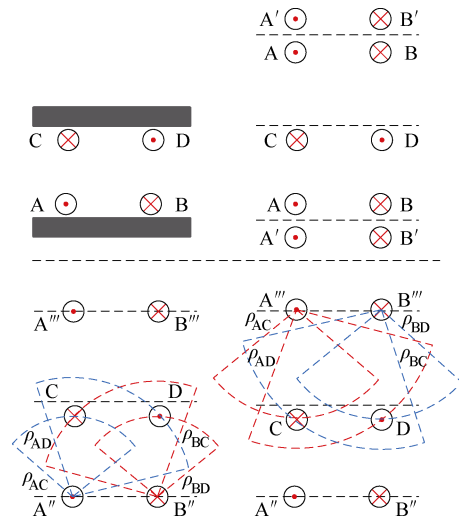 A′ B′
A B
C D
C D
A B
A B
A′ B′
A‴ B‴
A‴ B‴
ρAC ρBD
ρAD ρBC
C D
C D
ρAD ρBC
ρAC ρBD
A″ B″
A″ B″